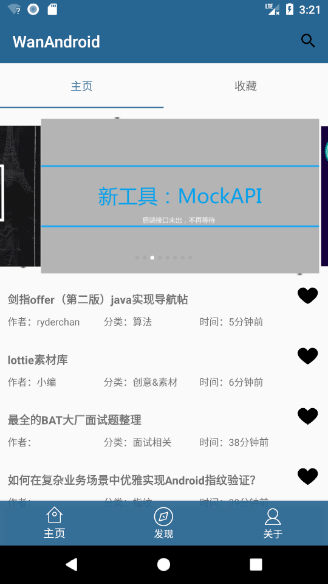 3:21
WanAndroid
主页 收藏
新工具：MockAPI
后端接口未出，不再等待
剑指offer（第二版）java实现导航帖
作者：ryderchan 分类：算法 时间：5分钟前
lottie素材库
作者：小编 分类：创意&素材 时间：6分钟前
最全的BAT大厂面试题整理
作者： 分类：面试相关 时间：38分钟前
如何在复杂业务场景中优雅实现Android指纹验证？
主页 发现 关于